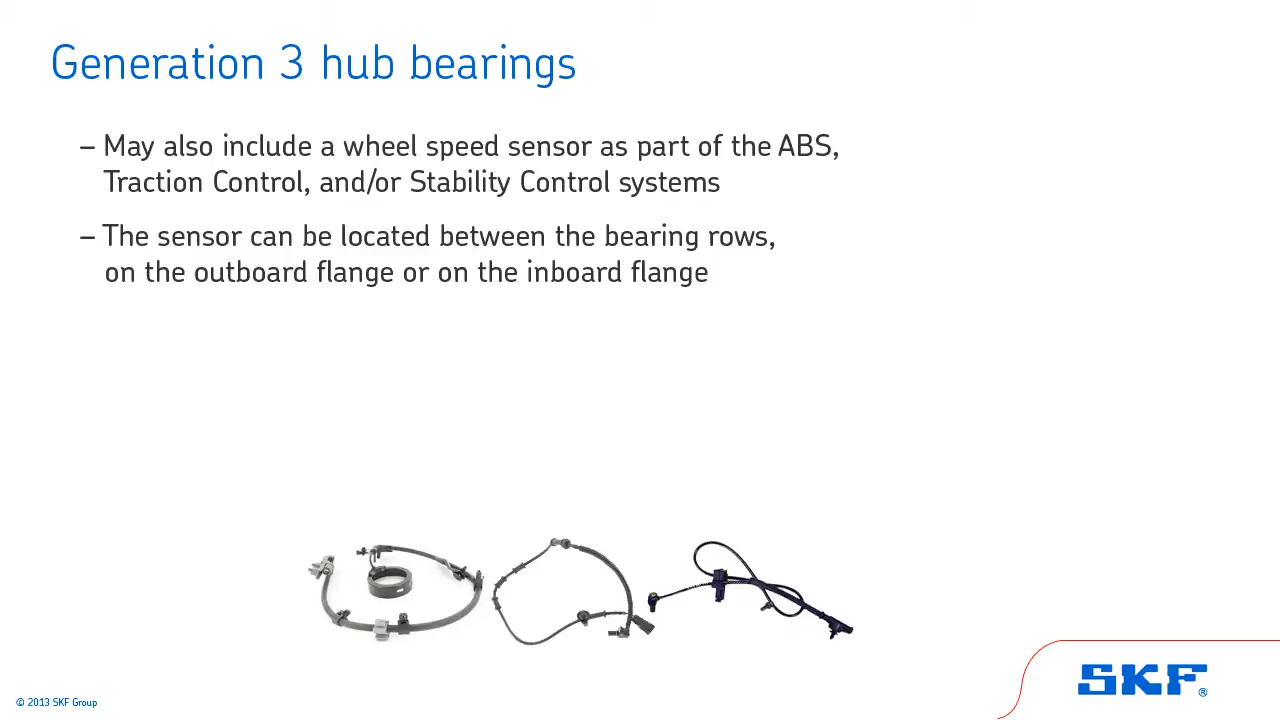 Generation 3 hub bearings
– May also include a wheel speed sensor as part of the ABS,
Traction Control, and/or Stability Control systems
– The sensor can be located between the bearing rows,
on the outboard flange or on the inboard flange
SKF®
© 2013 SKF Group